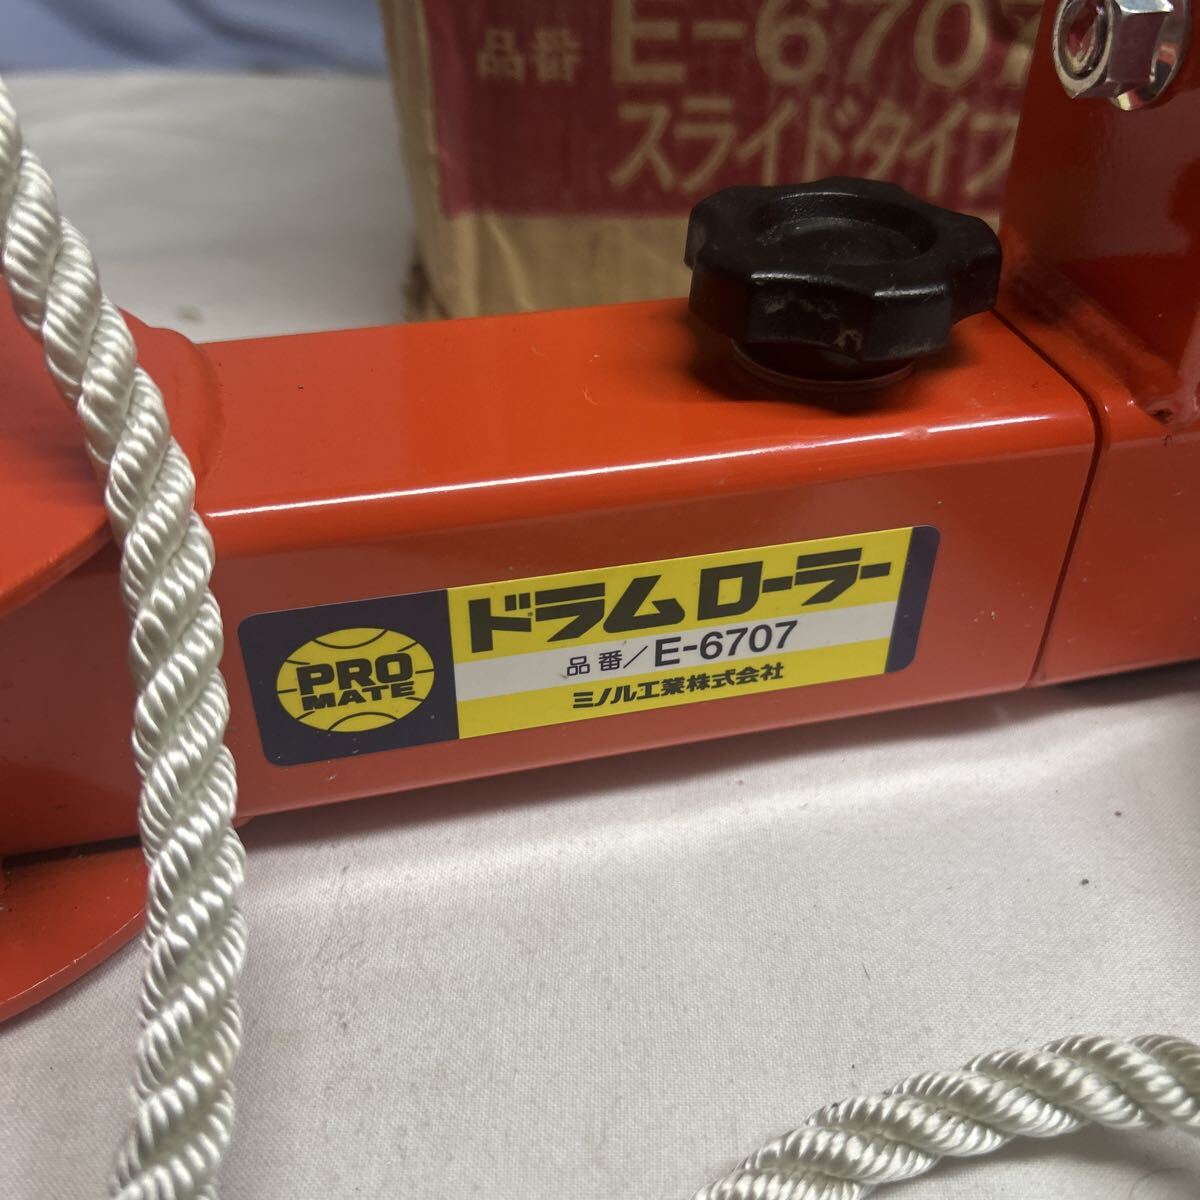 品番 E-6707
スライドタイプ
PRO
MATE
ドラムローラー
品番/E-6707
ミノル工業株式会社